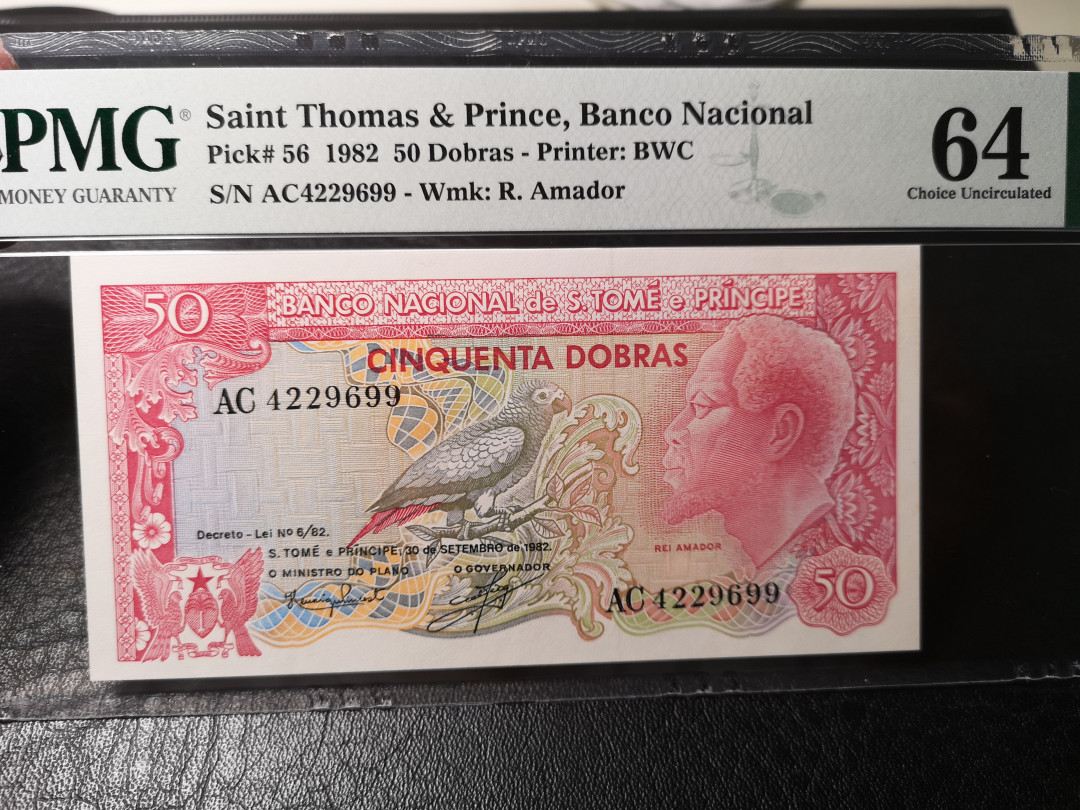 PMG®
MONEY GUARANTY
Saint Thomas & Prince, Banco Nacional
Pick# 56 1982 50 Dobras - Printer: BWC
S/N AC4229699 - Wmk: R. Amador
64
Choice Uncirculated
50
BANCO NACIONAL de S. TOMÉ e PRÍNCIPE
CINQUENTA DOBRAS
AC 4229699
Decreto - Lei Nº 6/82.
S. TOMÉ e PRÍNCIPE, 30 de SETEMBRO de 1982.
O MINISTRO DO PLANO
O GOVERNADOR
REI AMADOR
AC 4229699
50